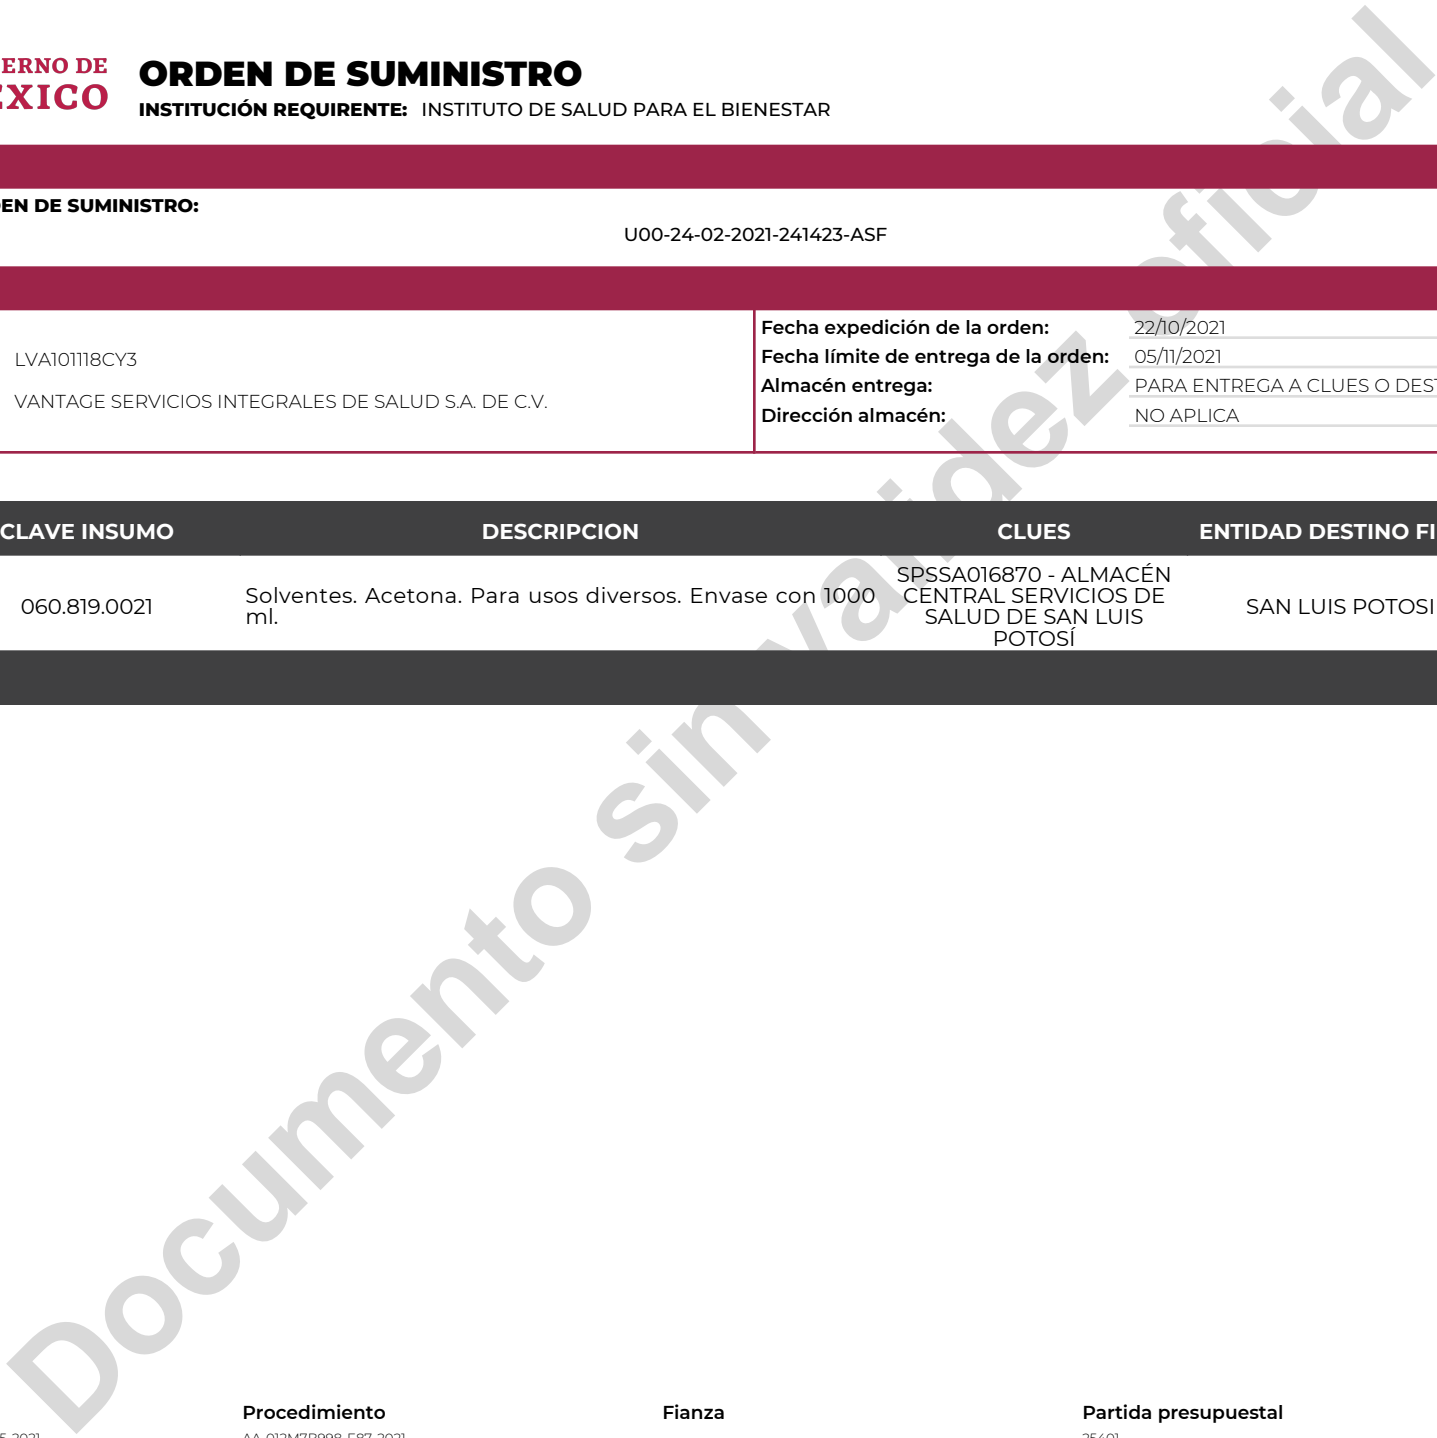 ERNO DE
EXICO
ORDEN DE SUMINISTRO
INSTITUCIÓN REQUIRENTE: INSTITUTO DE SALUD PARA EL BIENESTAR
EN DE SUMINISTRO:
U00-24-02-2021-241423-ASF
LVA101118CY3
VANTAGE SERVICIOS INTEGRALES DE SALUD S.A. DE C.V.
Fecha expedición de la orden: 22/10/2021
Fecha límite de entrega de la orden: 05/11/2021
Almacén entrega: PARA ENTREGA A CLUES O DEST
Dirección almacén: NO APLICA
CLAVE INSUMO DESCRIPCION CLUES ENTIDAD DESTINO FI
060.819.0021
Solventes. Acetona. Para usos diversos. Envase con 1000
ml.
SPSSA016870 - ALMACÉN
CENTRAL SERVICIOS DE
SALUD DE SAN LUIS
POTOSÍ
SAN LUIS POTOSI
Documento sin validez oficial
Procedimiento Fianza Partida presupuestal